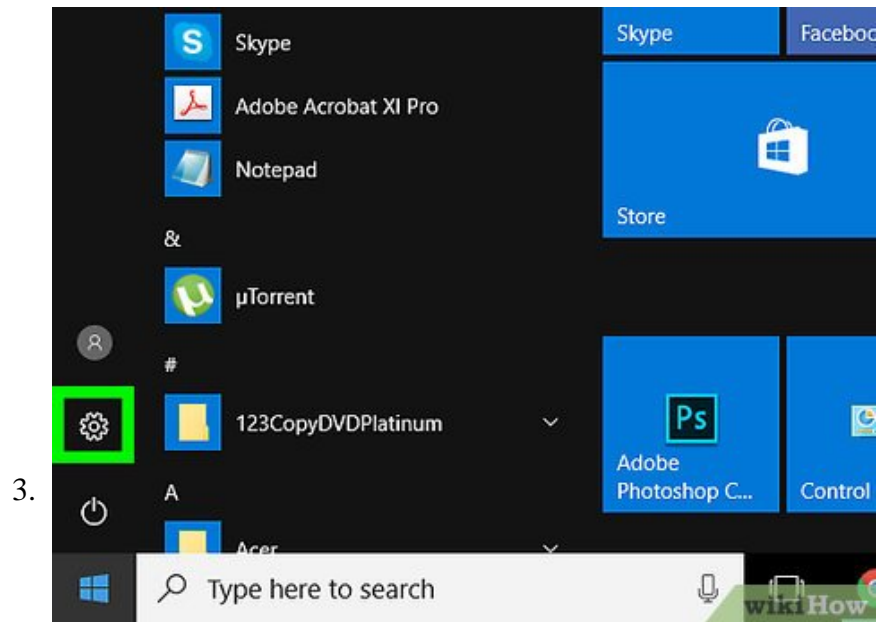 Skype
Adobe Acrobat XI Pro
Notepad
&
µTorrent
#
123CopyDVDPlatinum
A
Acer
Skype
Store
Adobe
Photoshop C...
Control
Ps
3.
Type here to search
wikiHow